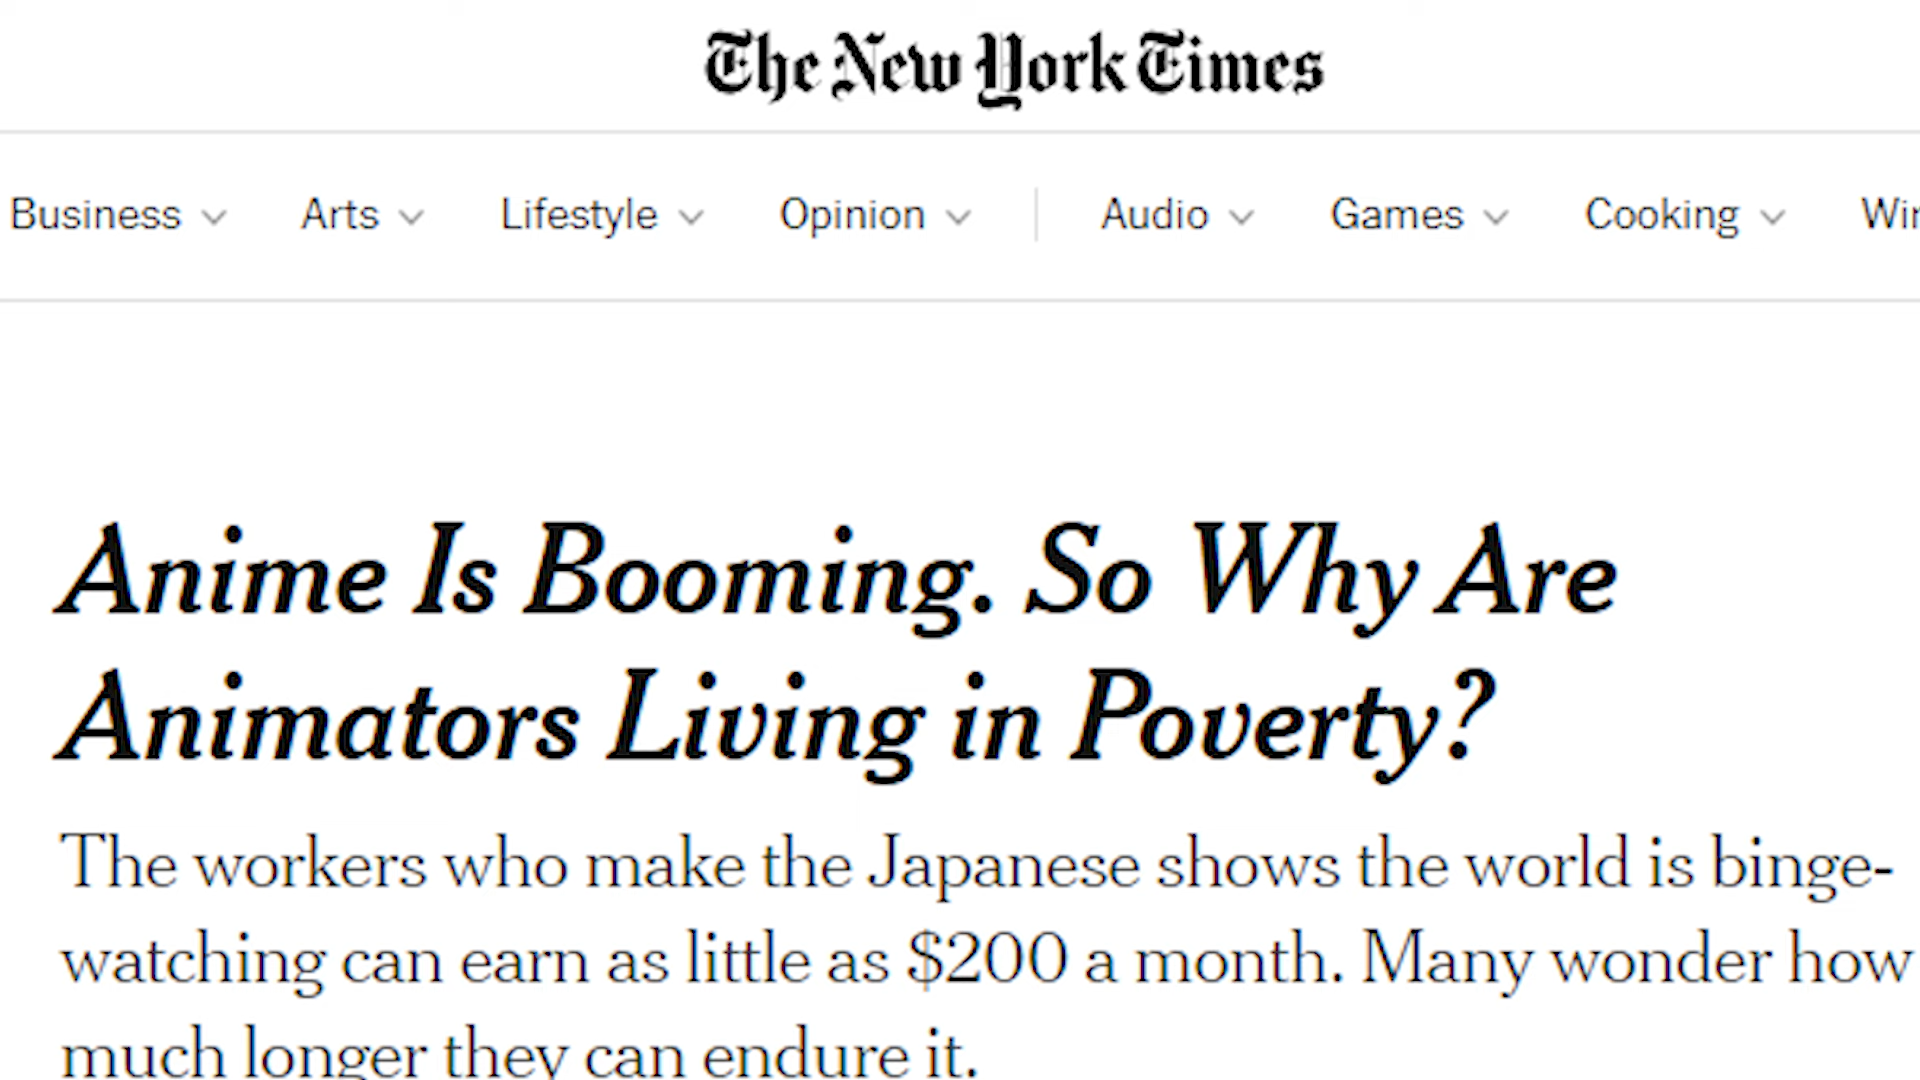 The New York Times
Business Arts Lifestyle Opinion Audio Games Cooking
Anime Is Booming. So Why Are
Animators Living in Poverty?
The workers who make the Japanese shows the world is binge-
watching can earn as little as $200 a month. Many wonder how
much longer they can endure it.